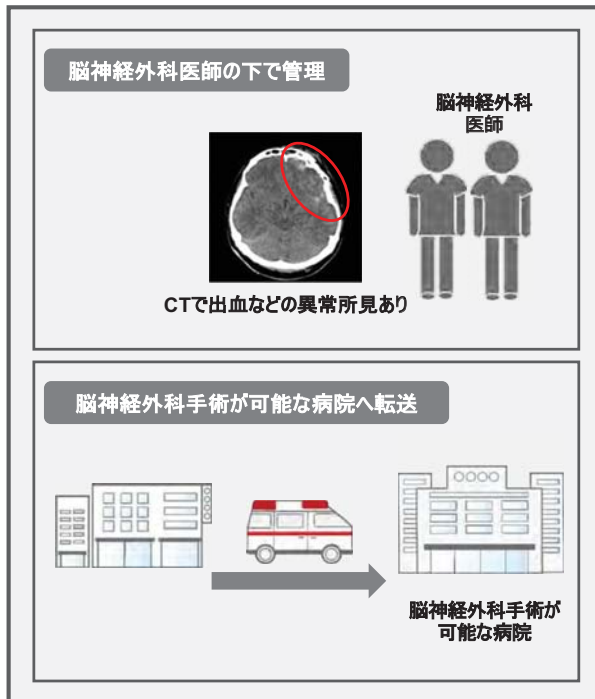 脳神経外科医師の下で管理
脳神経外科
医師
CTで出血などの異常所見あり
脳神経外科手術が可能な病院へ転送
脳神経外科手術が
可能な病院